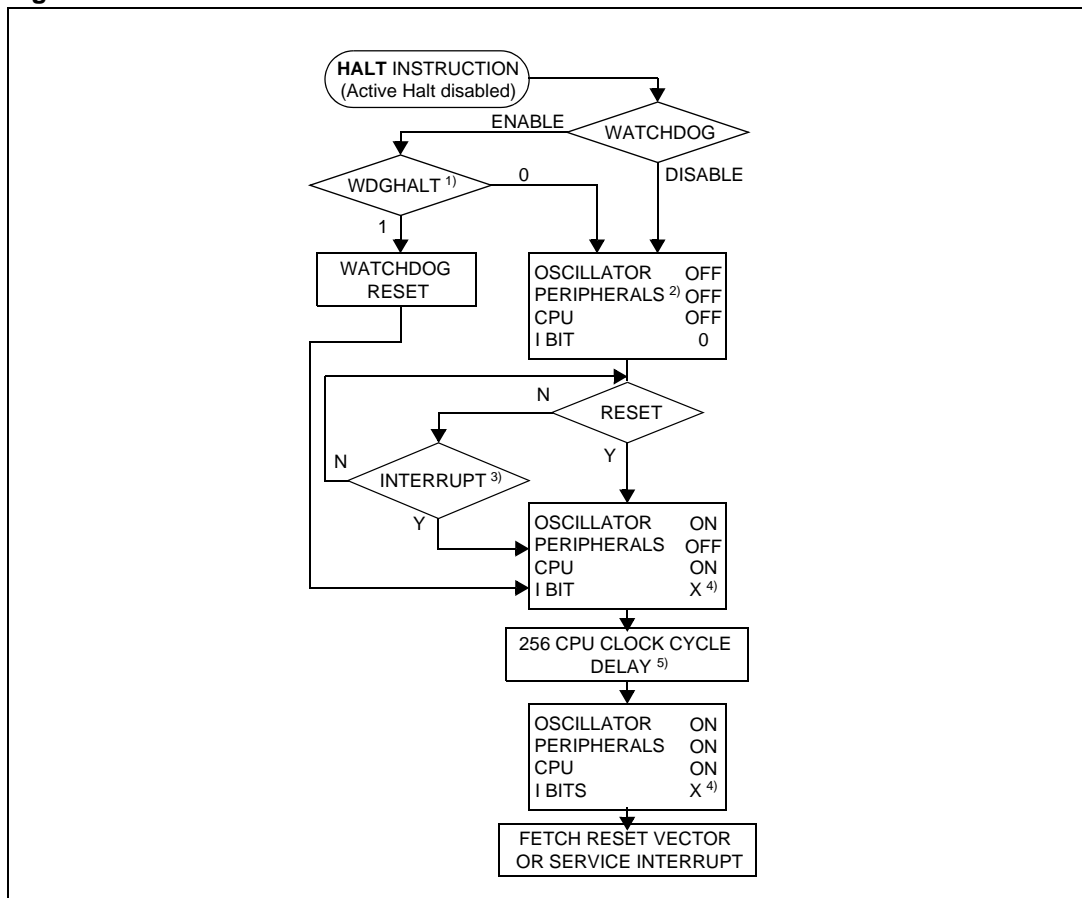 HALT INSTRUCTION
(Active Halt disabled)
ENABLE
WATCHDOG
DISABLE
WDGHALT 1)
0
1
WATCHDOG
RESET
OSCILLATOR OFF
PERIPHERALS 2) OFF
CPU OFF
I BIT 0
N
RESET
Y
N
INTERRUPT 3)
Y
OSCILLATOR ON
PERIPHERALS OFF
CPU ON
I BIT X 4)
256 CPU CLOCK CYCLE
DELAY 5)
OSCILLATOR ON
PERIPHERALS ON
CPU ON
I BITS X 4)
FETCH RESET VECTOR
OR SERVICE INTERRUPT